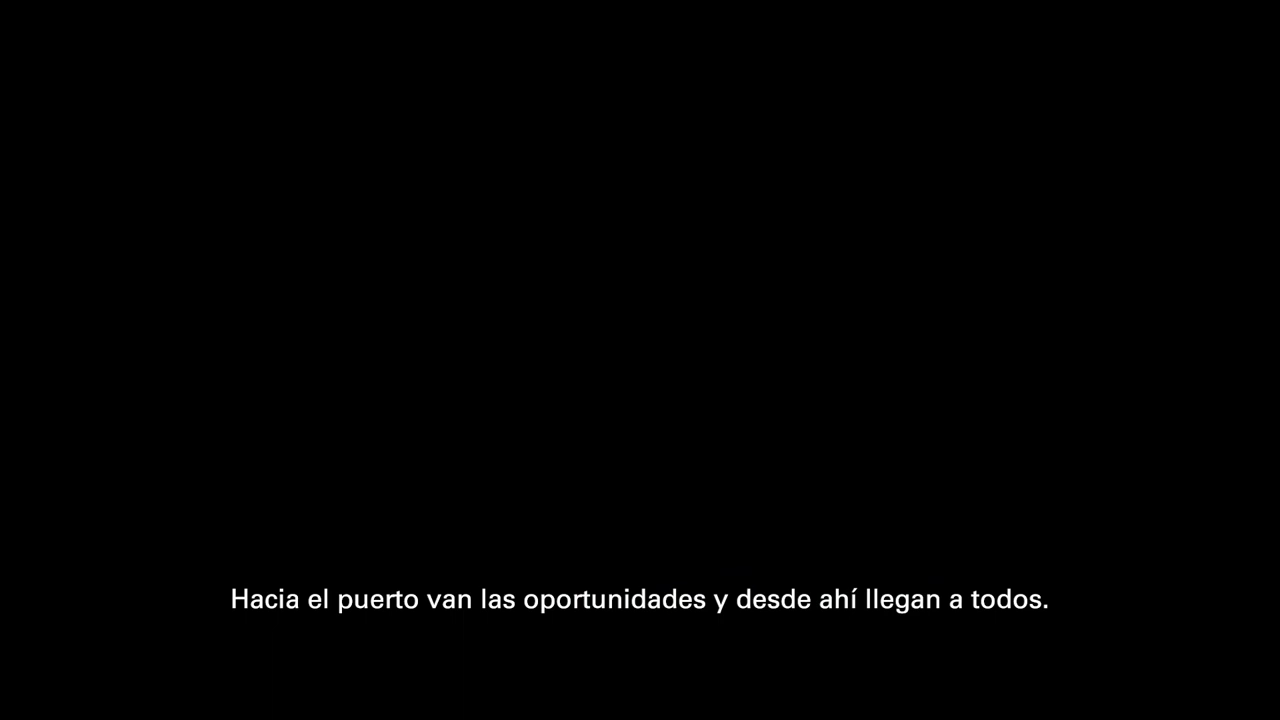 Hacia el puerto van las oportunidades y desde ahí llegan a todos.